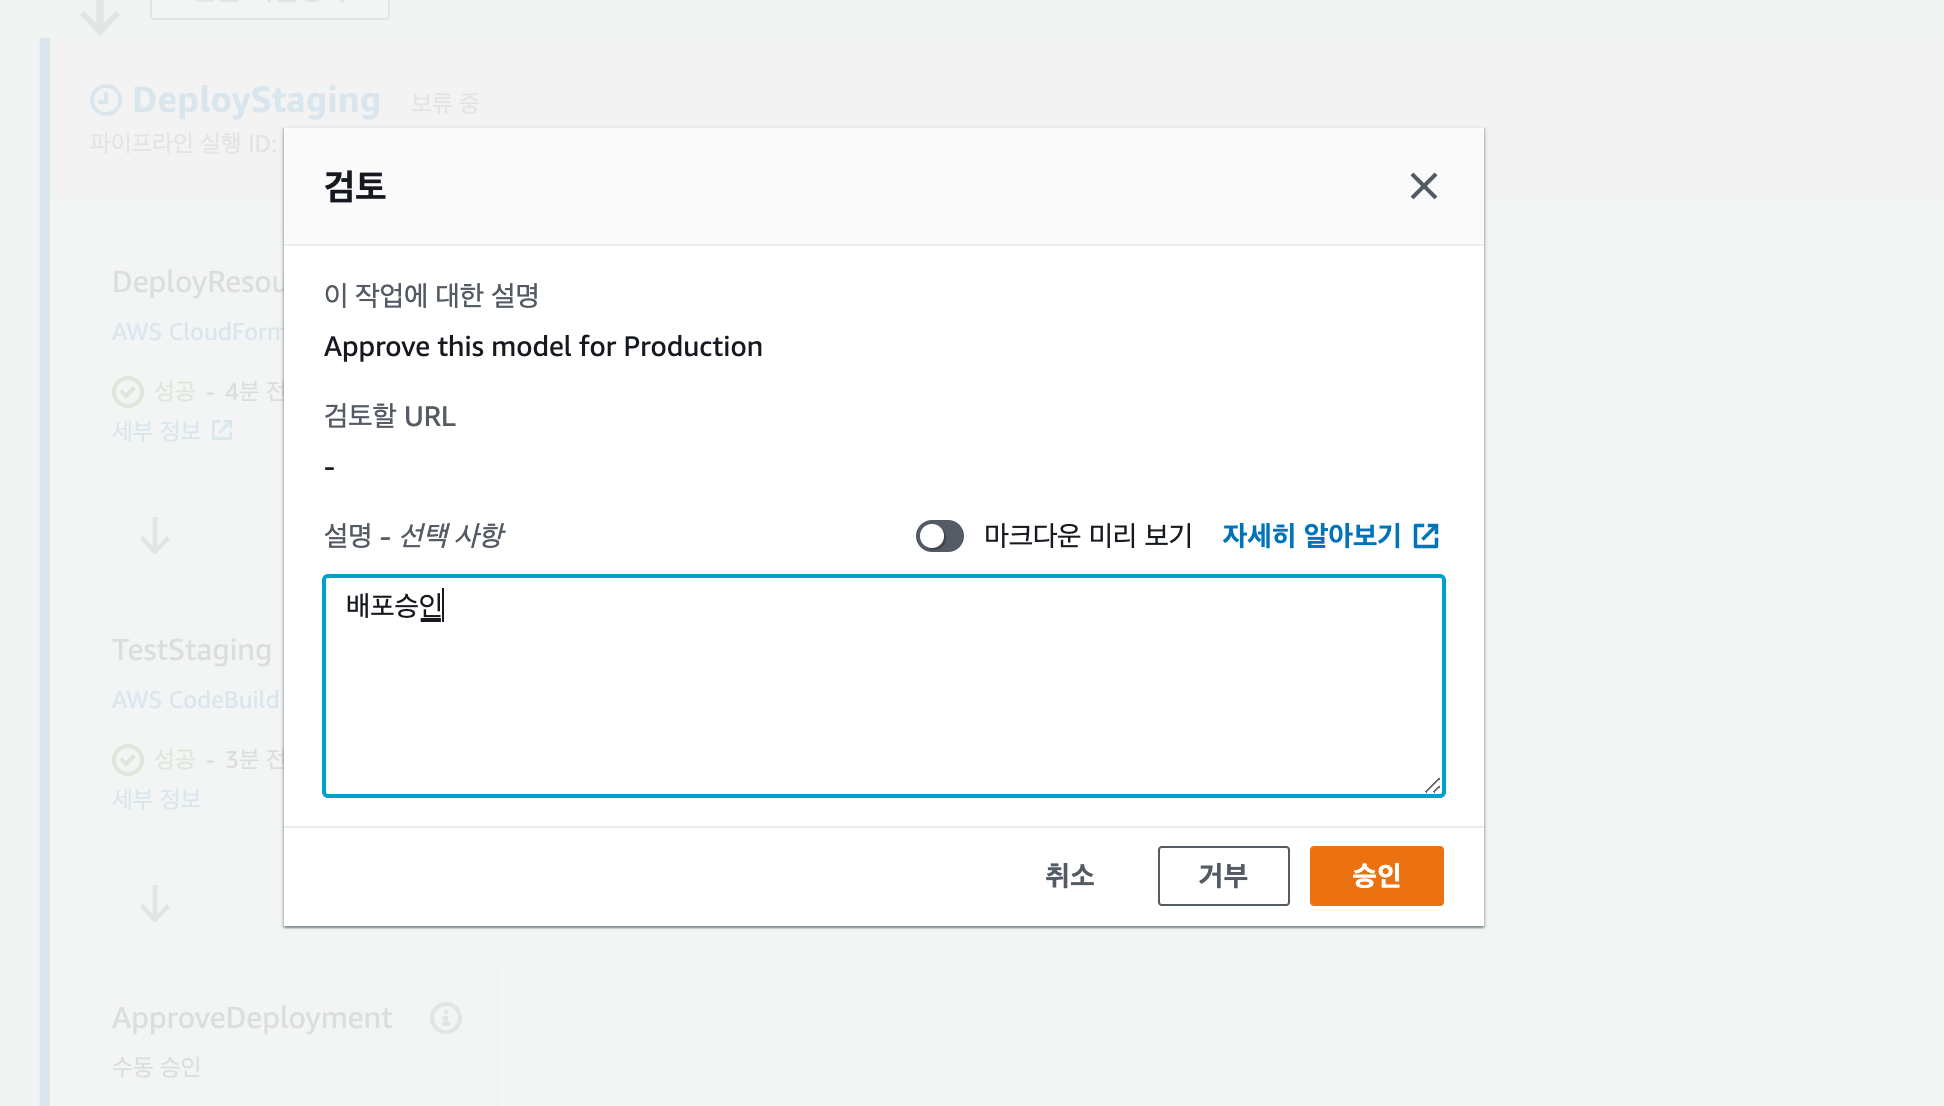 DeployStaging 보류 중
파이프라인 실행 ID:
검토
DeployResou
이 작업에 대한 설명
AWS CloudForm
Approve this model for Production
성공 - 4분 전
검토할 URL
세부 정보
-
설명 - 선택 사항 마크다운 미리 보기 자세히 알아보기
배포승인
TestStaging
AWS CodeBuild
성공 - 3분 전
세부 정보
취소 거부 승인
ApproveDeployment
수동 승인